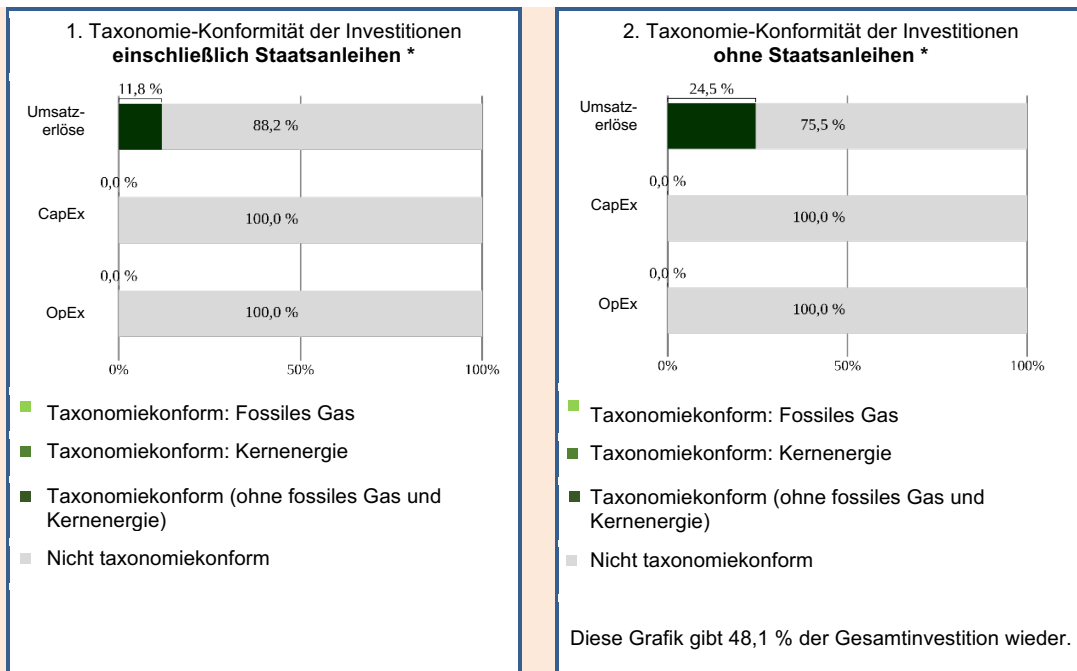 1. Taxonomie-Konformität der Investitionen
einschließlich Staatsanleihen *
11,8 %
Umsatz-
erlöse
88,2 %
0,0 %
CapEx
100,0 %
0,0 %
OpEx
100,0 %
0%
50%
100%
Taxonomiekonform: Fossiles Gas
Taxonomiekonform: Kernenergie
Taxonomiekonform (ohne fossiles Gas und
Kernenergie)
Nicht taxonomiekonform
2. Taxonomie-Konformität der Investitionen
ohne Staatsanleihen *
24,5 %
Umsatz-
erlöse
75,5 %
0,0 %
CapEx
100,0 %
0,0 %
OpEx
100,0 %
0%
50%
100%
Taxonomiekonform: Fossiles Gas
Taxonomiekonform: Kernenergie
Taxonomiekonform (ohne fossiles Gas und
Kernenergie)
Nicht taxonomiekonform
Diese Grafik gibt 48,1 % der Gesamtinvestition wieder.